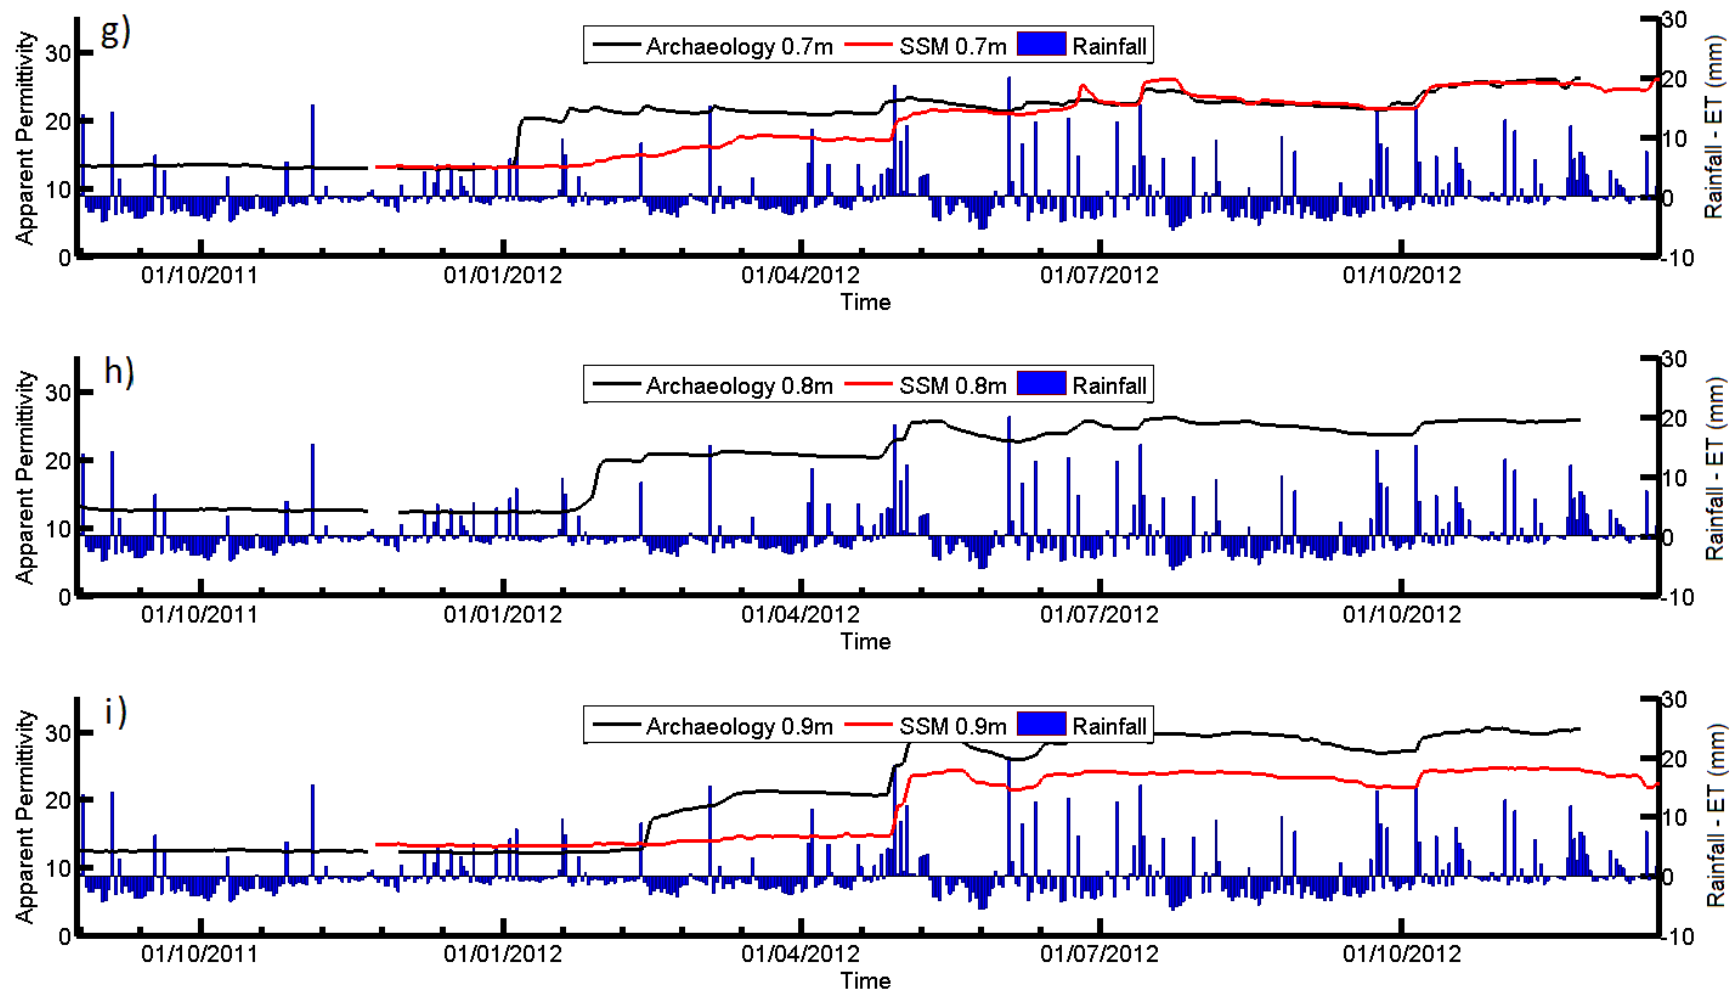 g)
Archaeology 0.7m SSM 0.7m Rainfall
Apparent Permittivity
30
20
10
0
30
20
10
0
-10
Rainfall - ET (mm)
01/10/2011 01/01/2012 01/04/2012 01/07/2012 01/10/2012
Time
h)
Archaeology 0.8m SSM 0.8m Rainfall
Apparent Permittivity
30
20
10
0
30
20
10
0
-10
Rainfall - ET (mm)
01/10/2011 01/01/2012 01/04/2012 01/07/2012 01/10/2012
Time
i)
Archaeology 0.9m SSM 0.9m Rainfall
Apparent Permittivity
30
20
10
0
30
20
10
0
-10
Rainfall - ET (mm)
01/10/2011 01/01/2012 01/04/2012 01/07/2012 01/10/2012
Time